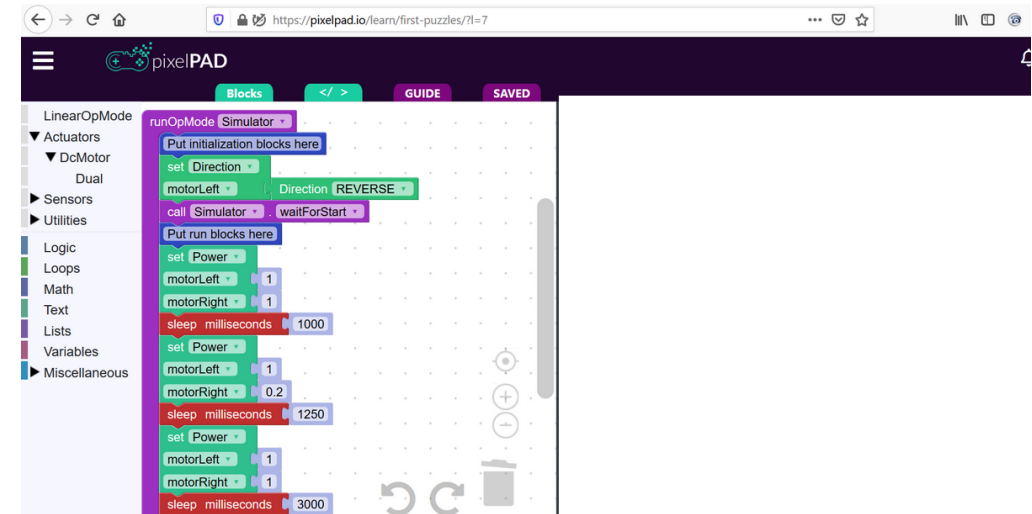 https://pixelpad.io/learn/first-puzzles/?l=7
pixelPAD
Blocks </ > GUIDE SAVED
LinearOpMode
Actuators
DcMotor
Dual
Sensors
Utilities
Logic
Loops
Math
Text
Lists
Variables
Miscellaneous
runOpMode Simulator
Put initialization blocks here
set Direction
motorLeft Direction REVERSE
call Simulator . waitForStart
Put run blocks here
set Power
motorLeft 1
motorRight 1
sleep milliseconds 1000
set Power
motorLeft 1
motorRight 0.2
sleep milliseconds 1250
set Power
motorLeft 1
motorRight 1
sleep milliseconds 3000